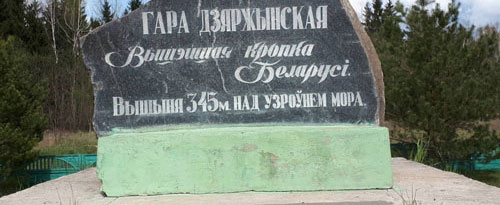 ГАРА ДЗЯРЖЫНСКАЯ
Вышэйшая кропка
Беларусі.
Вышыня 345м над узроўнем мора.